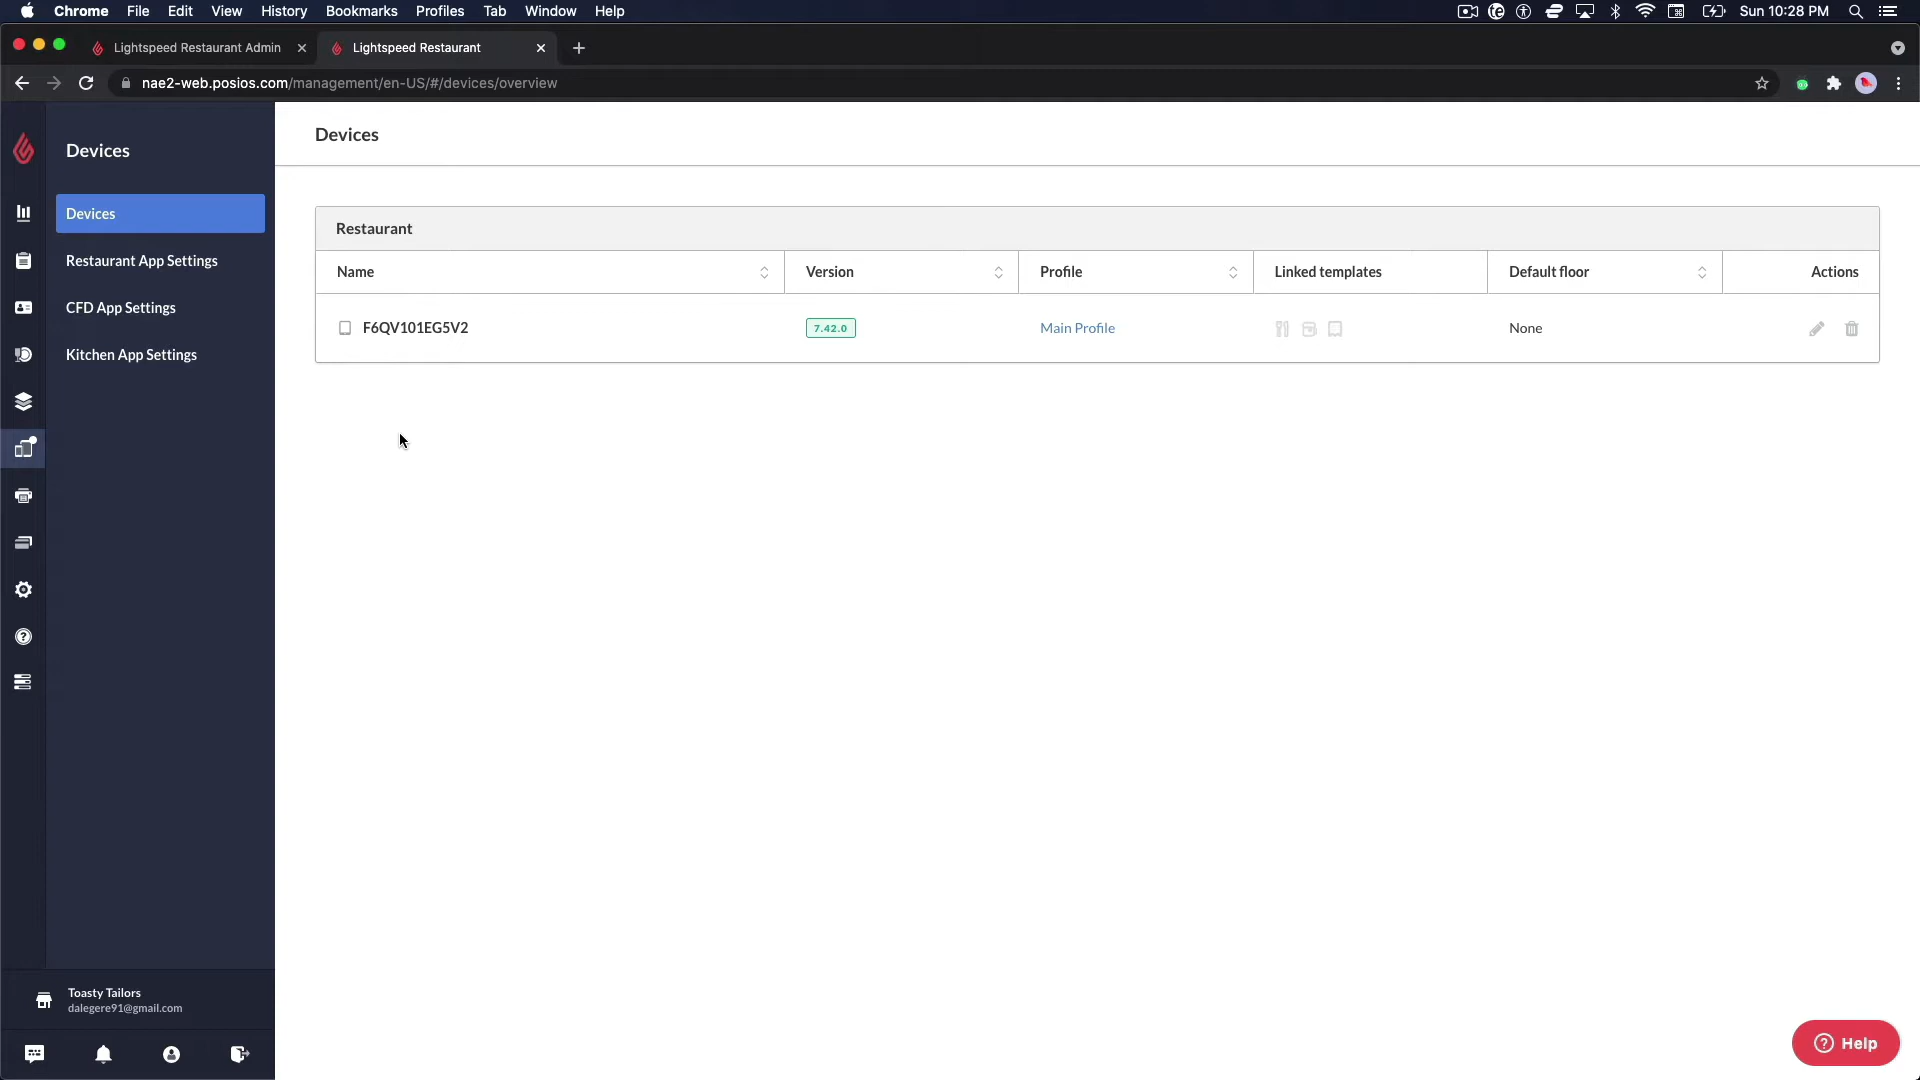 Chrome File Edit View History Bookmarks Profiles Tab Window Help Sun 10:28 PM
Lightspeed Restaurant Admin Lightspeed Restaurant
nae2-web.posios.com/management/en-US/#/devices/overview
Devices
Devices
Restaurant App Settings
CFD App Settings
Kitchen App Settings
Toasty Tailors
dalegere91@gmail.com
Devices
Restaurant
Name Version Profile Linked templates Default floor Actions
F6QV101EG5V2 7.42.0 Main Profile None
Help